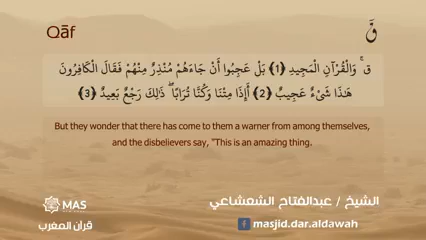 Qāf
قَ
قٓ ۚ وَالْقُرْآنِ الْمَجِيدِ ﴿1﴾ بَلْ عَجِبُوا أَنْ جَاءَهُمْ مُنْذِرٌ مِنْهُمْ فَقَالَ الْكَافِرُونَ
هَٰذَا شَيْءٌ عَجِيبٌ ﴿2﴾ أَإِذَا مِتْنَا وَكُنَّا تُرَابًا ۖ ذَٰلِكَ رَجْعٌ بَعِيدٌ ﴿3﴾
But they wonder that there has come to them a warner from among themselves,
and the disbelievers say, "This is an amazing thing.
الشيخ / عبدالفتاح الشعشاعي
MAS
masjid.dar.aldawah
قرآن المغرب